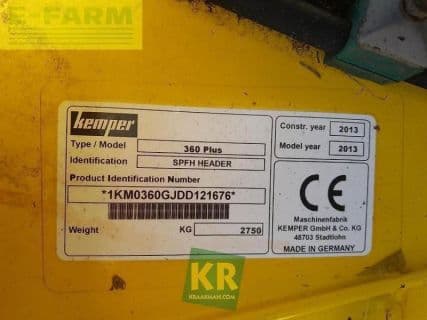 E-FARM
kemper
Type / Model 360 Plus
Identification SPFH HEADER
Product Identification Number
*1KM0360GJDD121676*
Weight KG 2750
Constr. year 2013
Model year 2013
CE
Maschinenfabrik
KEMPER GmbH & Co. KG
48703 Stadtlohn
MADE IN GERMANY
KR
KRAAKMAN.COM